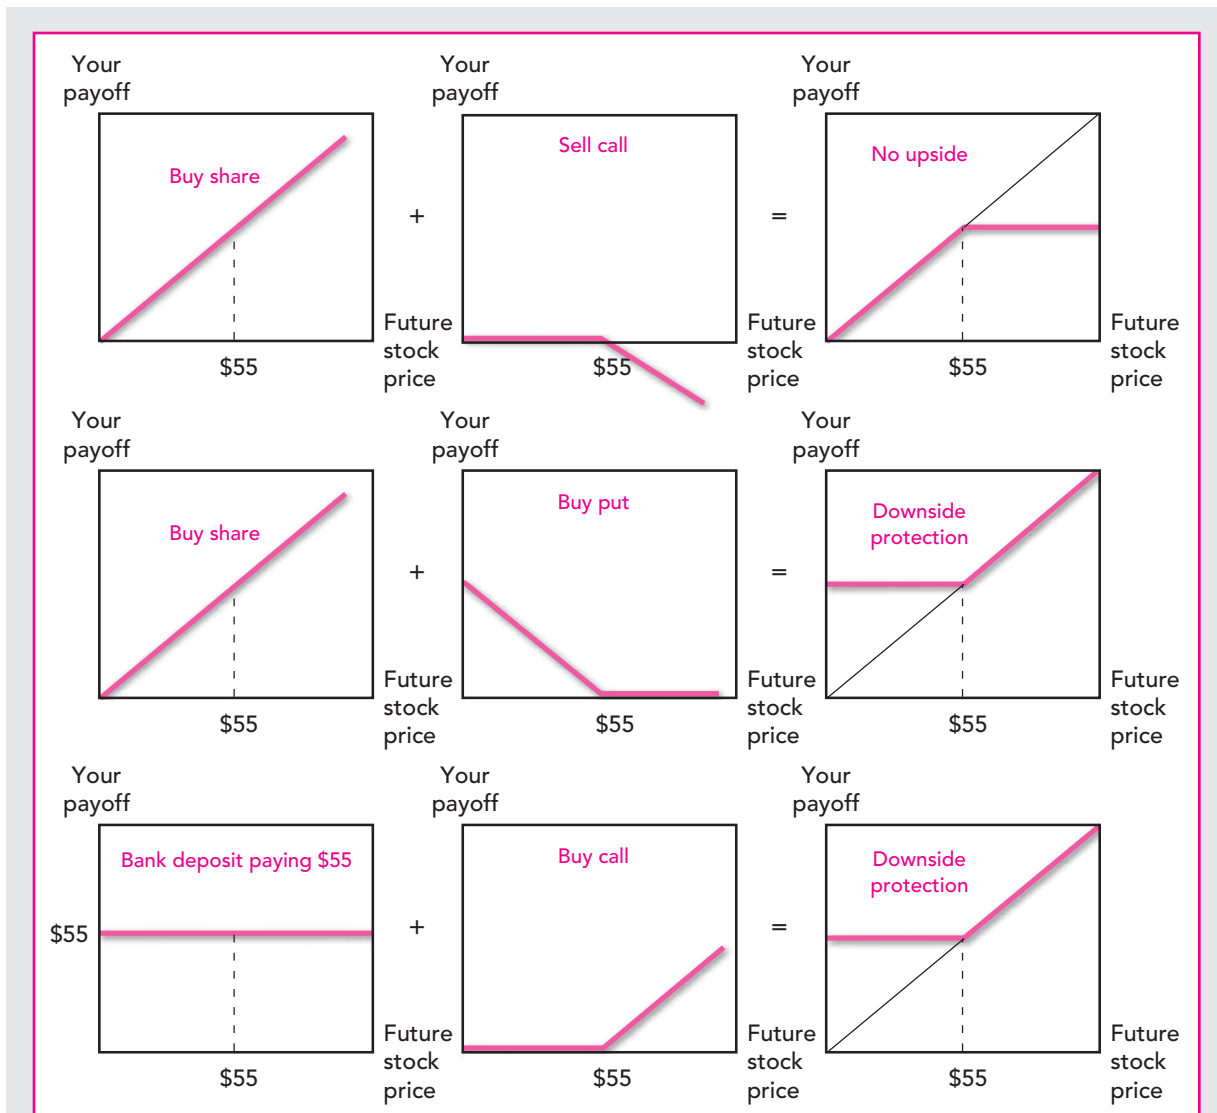 Your
payoff
Your
payoff
Your
payoff
Buy share
Sell call
No upside
+
=
Future
stock
price
Future
stock
price
Future
stock
price
$55
$55
$55
Your
payoff
Your
payoff
Your
payoff
Buy share
Buy put
Downside
protection
+
=
Future
stock
price
Future
stock
price
Future
stock
price
$55
$55
$55
Your
payoff
Your
payoff
Your
payoff
Bank deposit paying $55
Buy call
Downside
protection
$55
+
=
Future
stock
price
Future
stock
price
Future
stock
price
$55
$55
$55